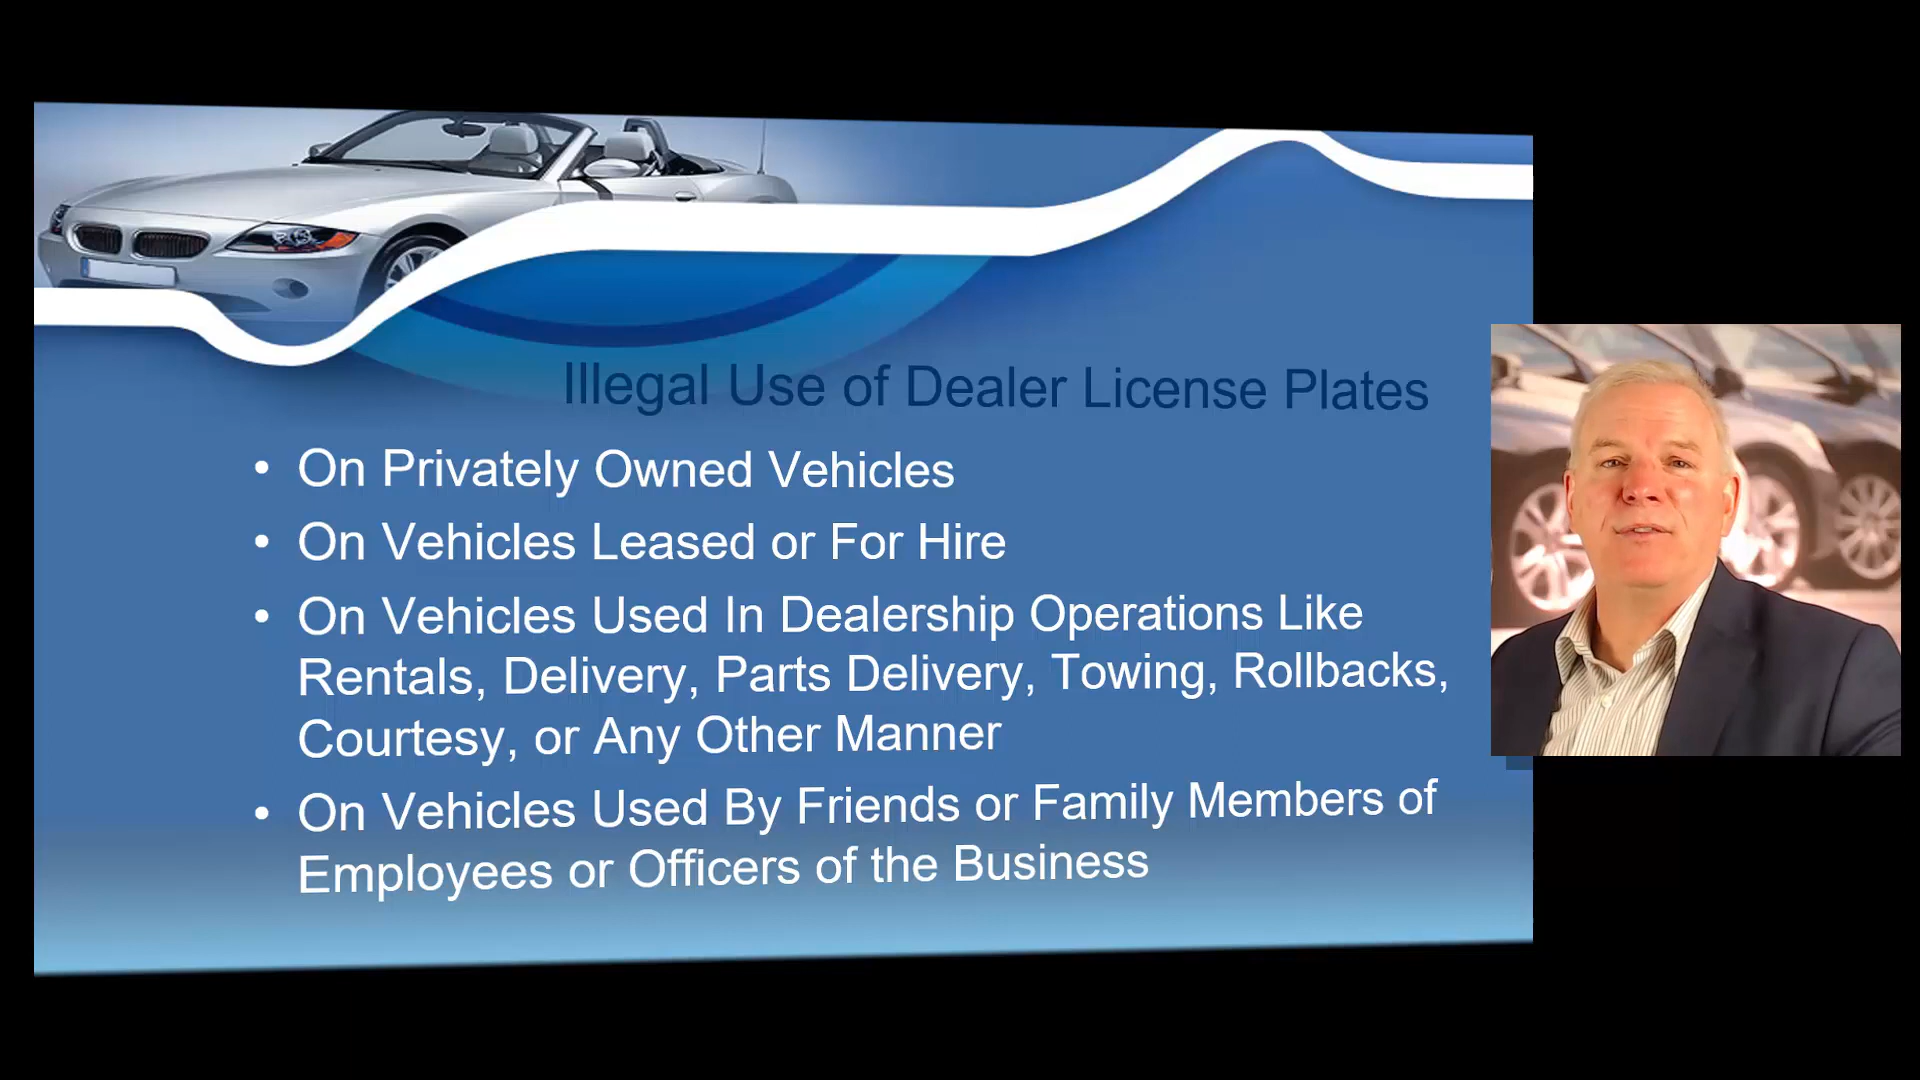 Illegal Use of Dealer License Plates
• On Privately Owned Vehicles
• On Vehicles Leased or For Hire
• On Vehicles Used In Dealership Operations Like
Rentals, Delivery, Parts Delivery, Towing, Rollbacks,
Courtesy, or Any Other Manner
• On Vehicles Used By Friends or Family Members of
Employees or Officers of the Business